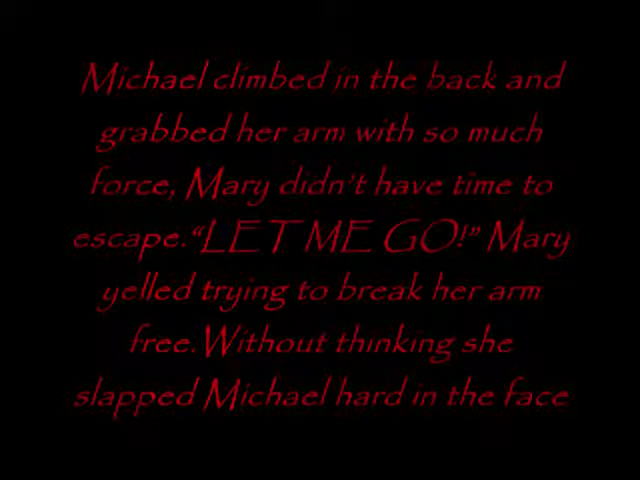 Michael climbed in the back and
grabbed her arm with so much
force, Mary didn't have time to
escape.“LET ME GO!” Mary
yelled trying to break her arm
free. Without thinking she
slapped Michael hard in the face